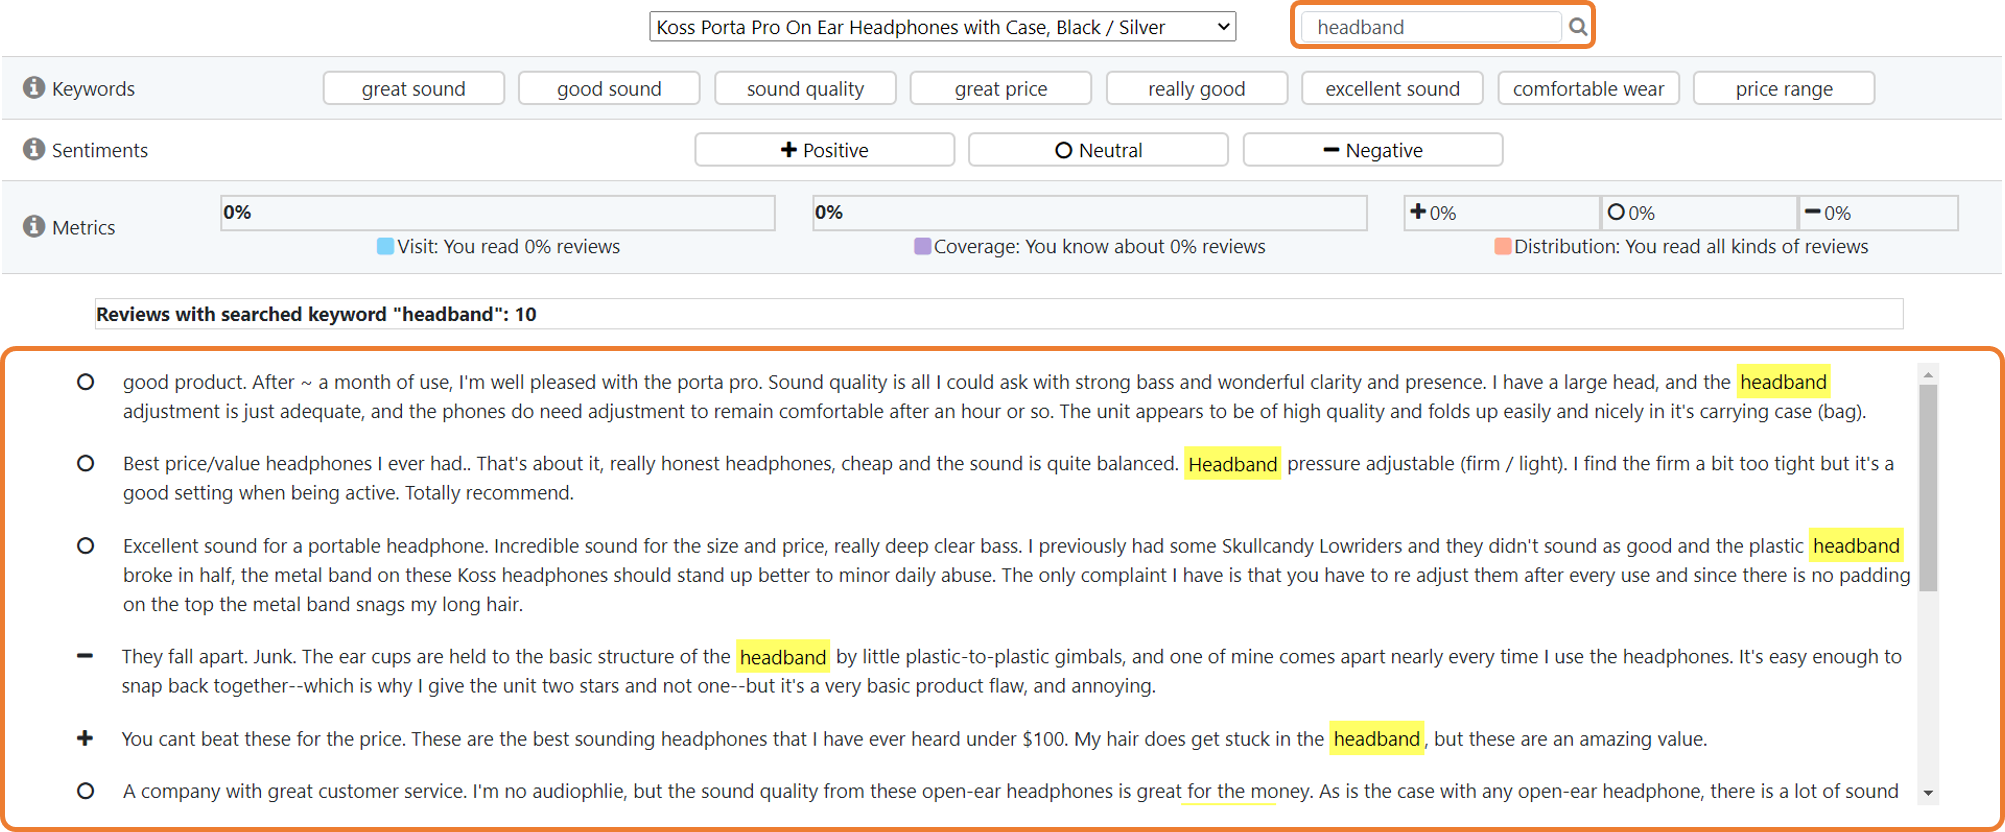 Koss Porta Pro On Ear Headphones with Case, Black / Silver headband
Keywords great sound good sound sound quality great price really good excellent sound comfortable wear price range
Sentiments Positive Neutral Negative
Metrics 0% 0% 0% 0% 0%
Visit: You read 0% reviews Coverage: You know about 0% reviews Distribution: You read all kinds of reviews
Reviews with searched keyword "headband": 10
good product. After ~ a month of use, I'm well pleased with the porta pro. Sound quality is all I could ask with strong bass and wonderful clarity and presence. I have a large head, and the headband
adjustment is just adequate, and the phones do need adjustment to remain comfortable after an hour or so. The unit appears to be of high quality and folds up easily and nicely in it's carrying case (bag).
Best price/value headphones I ever had.. That's about it, really honest headphones, cheap and the sound is quite balanced. Headband pressure adjustable (firm / light). I find the firm a bit too tight but it's a
good setting when being active. Totally recommend.
Excellent sound for a portable headphone. Incredible sound for the size and price, really deep clear bass. I previously had some Skullcandy Lowriders and they didn't sound as good and the plastic headband
broke in half, the metal band on these Koss headphones should stand up better to minor daily abuse. The only complaint I have is that you have to re adjust them after every use and since there is no padding
on the top the metal band snags my long hair.
They fall apart. Junk. The ear cups are held to the basic structure of the headband by little plastic-to-plastic gimbals, and one of mine comes apart nearly every time I use the headphones. It's easy enough to
snap back together--which is why I give the unit two stars and not one--but it's a very basic product flaw, and annoying.
You cant beat these for the price. These are the best sounding headphones that I have ever heard under $100. My hair does get stuck in the headband, but these are an amazing value.
A company with great customer service. I'm no audiophlie, but the sound quality from these open-ear headphones is great for the money. As is the case with any open-ear headphone, there is a lot of sound